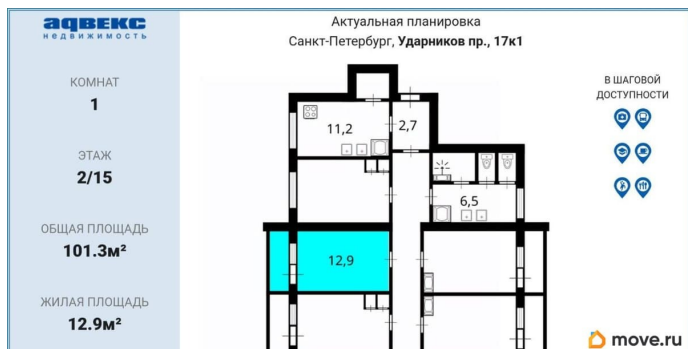 адвекс
НЕДВИЖИМОСТЬ
КОМНАТ
1
ЭТАЖ
2/15
ОБЩАЯ ПЛОЩАДЬ
101.3м²
ЖИЛАЯ ПЛОЩАДЬ
12.9м²
Актуальная планировка
Санкт-Петербург, Ударников пр., 17к1
11,2
2,7
6,5
12,9
В ШАГОВОЙ
ДОСТУПНОСТИ
move.ru